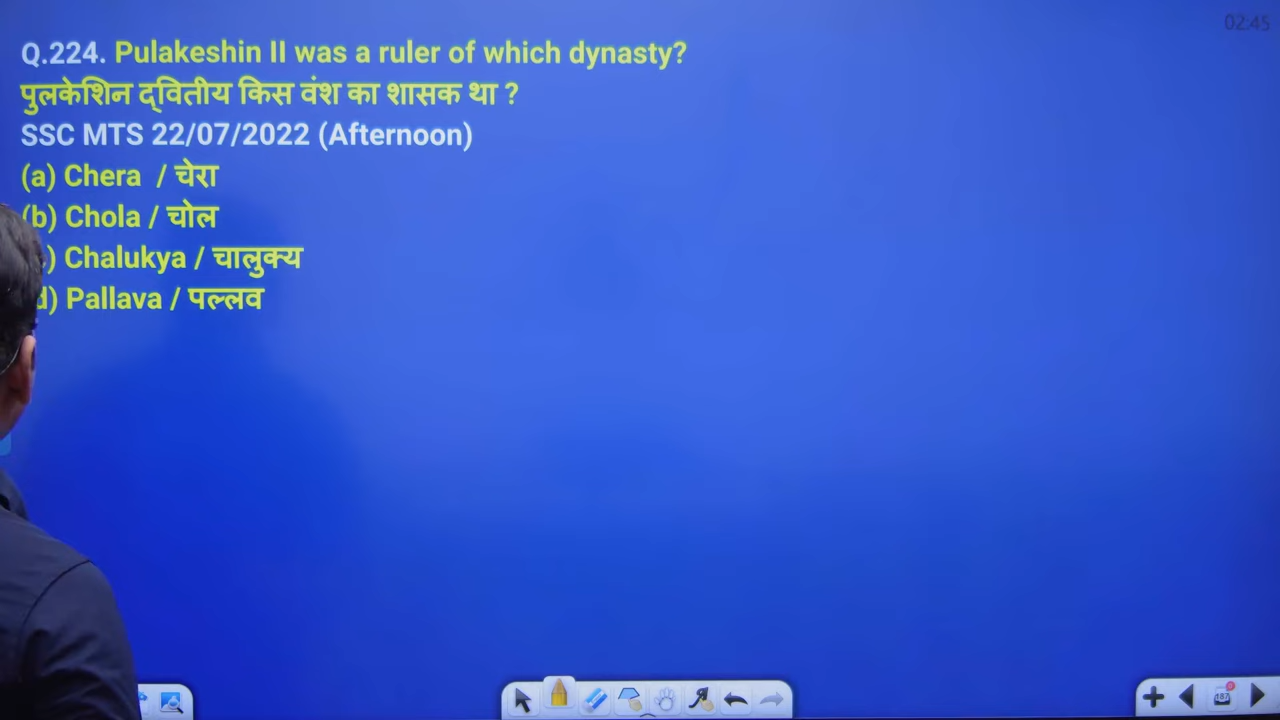 02:45
Q.224. Pulakeshin II was a ruler of which dynasty?
पुलकेशिन द्वितीय किस वंश का शासक था ?
SSC MTS 22/07/2022 (Afternoon)
(a) Chera / चेरा
(b) Chola / चोल
) Chalukya / चालुक्य
d) Pallava / पल्लव
187